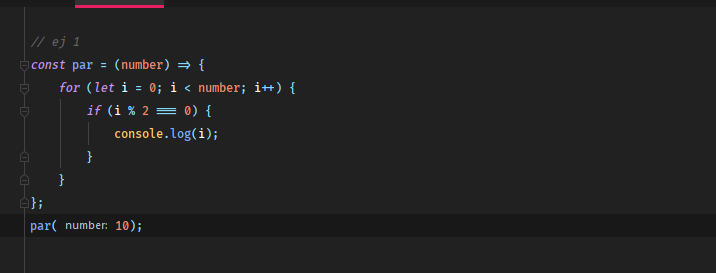 // ej 1
const par = (number) => {
    for (let i = 0; i < number; i++) {
        if (i % 2 === 0) {
            console.log(i);
        }
    }
};
par( number: 10);